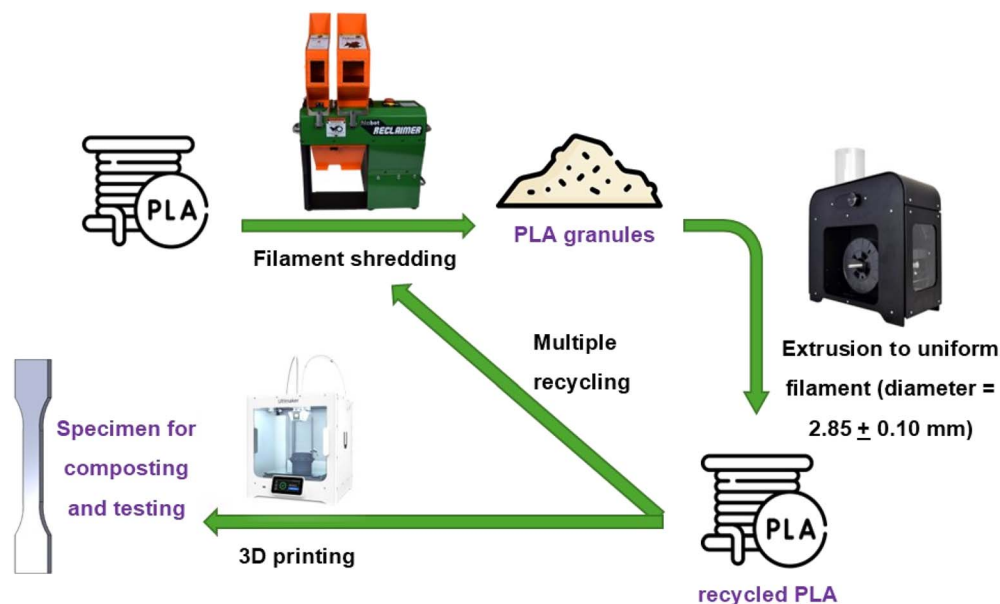 RECLAIMER
PLA
Filament shredding
PLA granules
Multiple
recycling
Extrusion to uniform
filament (diameter =
2.85 ± 0.10 mm)
Specimen for
composting
and testing
Ultimaker
3D printing
PLA
recycled PLA